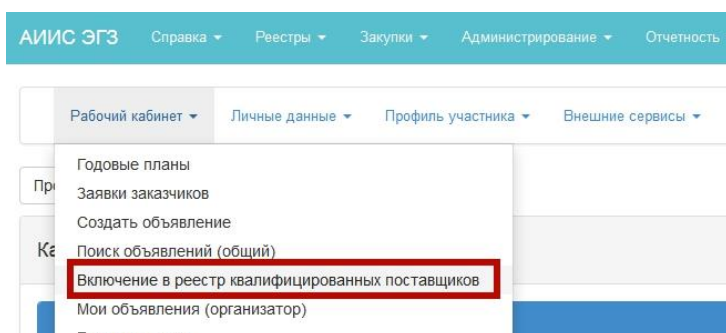 АИИС ЭГЗ Справка Реестры Закупки Администрирование Отчетность
Рабочий кабинет Личные данные Профиль участника Внешние сервисы
Годовые планы
Заявки заказчиков
Создать объявление
Поиск объявлений (общий)
Включение в реестр квалифицированных поставщиков
Мои объявления (организатор)